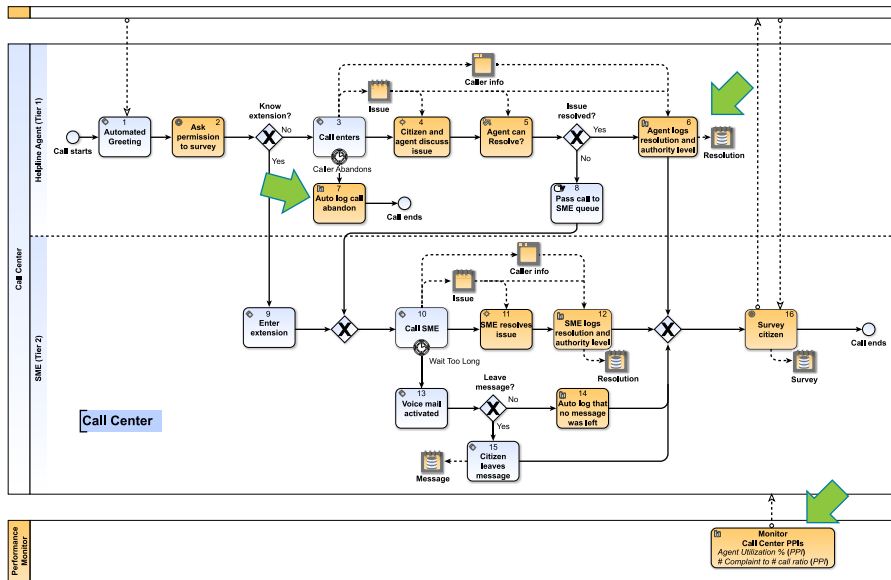 Call Center
Helpline Agent (Tier 1)
SME (Tier 2)
Call starts
1
Automated
Greeting
2
Ask
permission
to survey
Know
extension?
No
Yes
3
Call enters
Caller Abandons
Issue
Caller info
4
Citizen and
agent discuss
issue
5
Agent can
Resolve?
Issue
resolved?
Yes
No
6
Agent logs
resolution and
authority level
Resolution
7
Auto log call
abandon
Call ends
8
Pass call to
SME queue
9
Enter
extension
10
Call SME
Wait Too Long
Issue
Caller info
11
SME resolves
issue
12
SME logs
resolution and
authority level
Resolution
13
Voice mail
activated
Leave
message?
No
Yes
14
Auto log that
no message
was left
15
Citizen
leaves
message
Message
16
Survey
citizen
Survey
Call ends
Call Center
Performance
Monitor
Monitor
Call Center PPIs
Agent Utilization % (PPI)
# Complaint to # call ratio (PPI)